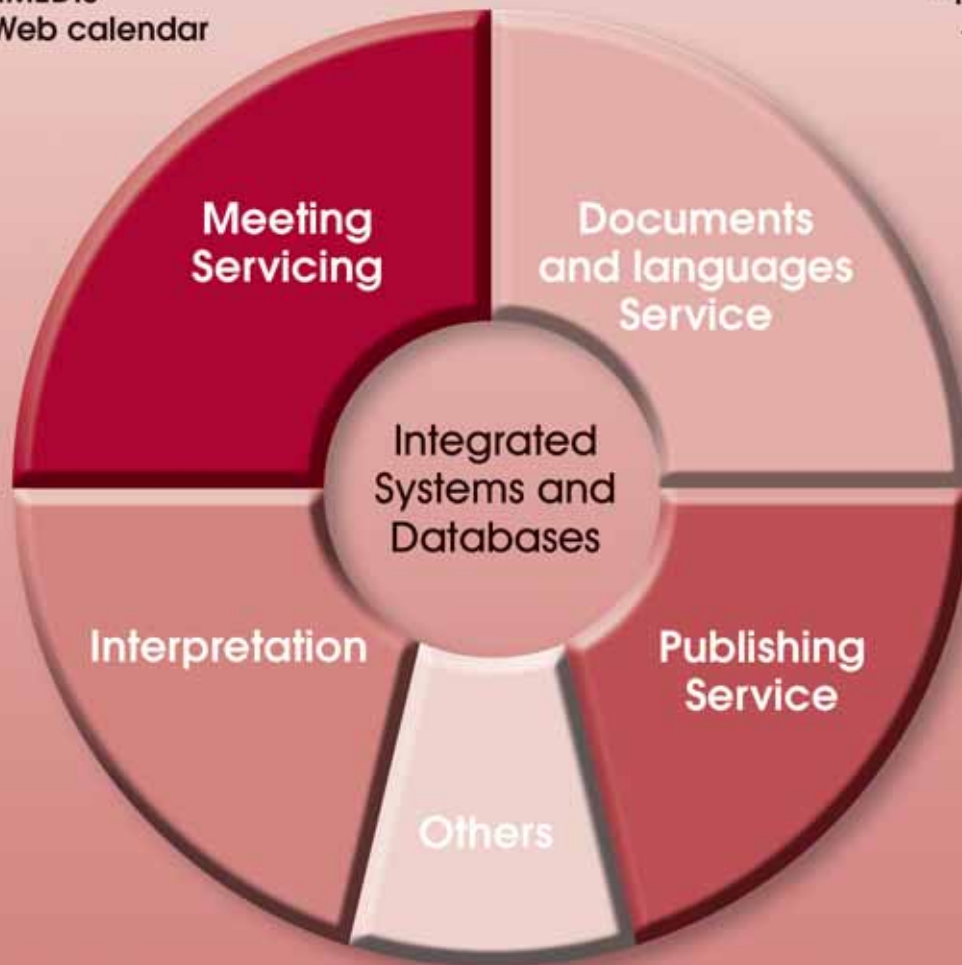 Web calendar
Meeting
Servicing
Documents
and languages
Service
Integrated
Systems and
Databases
Interpretation
Publishing
Service
Others